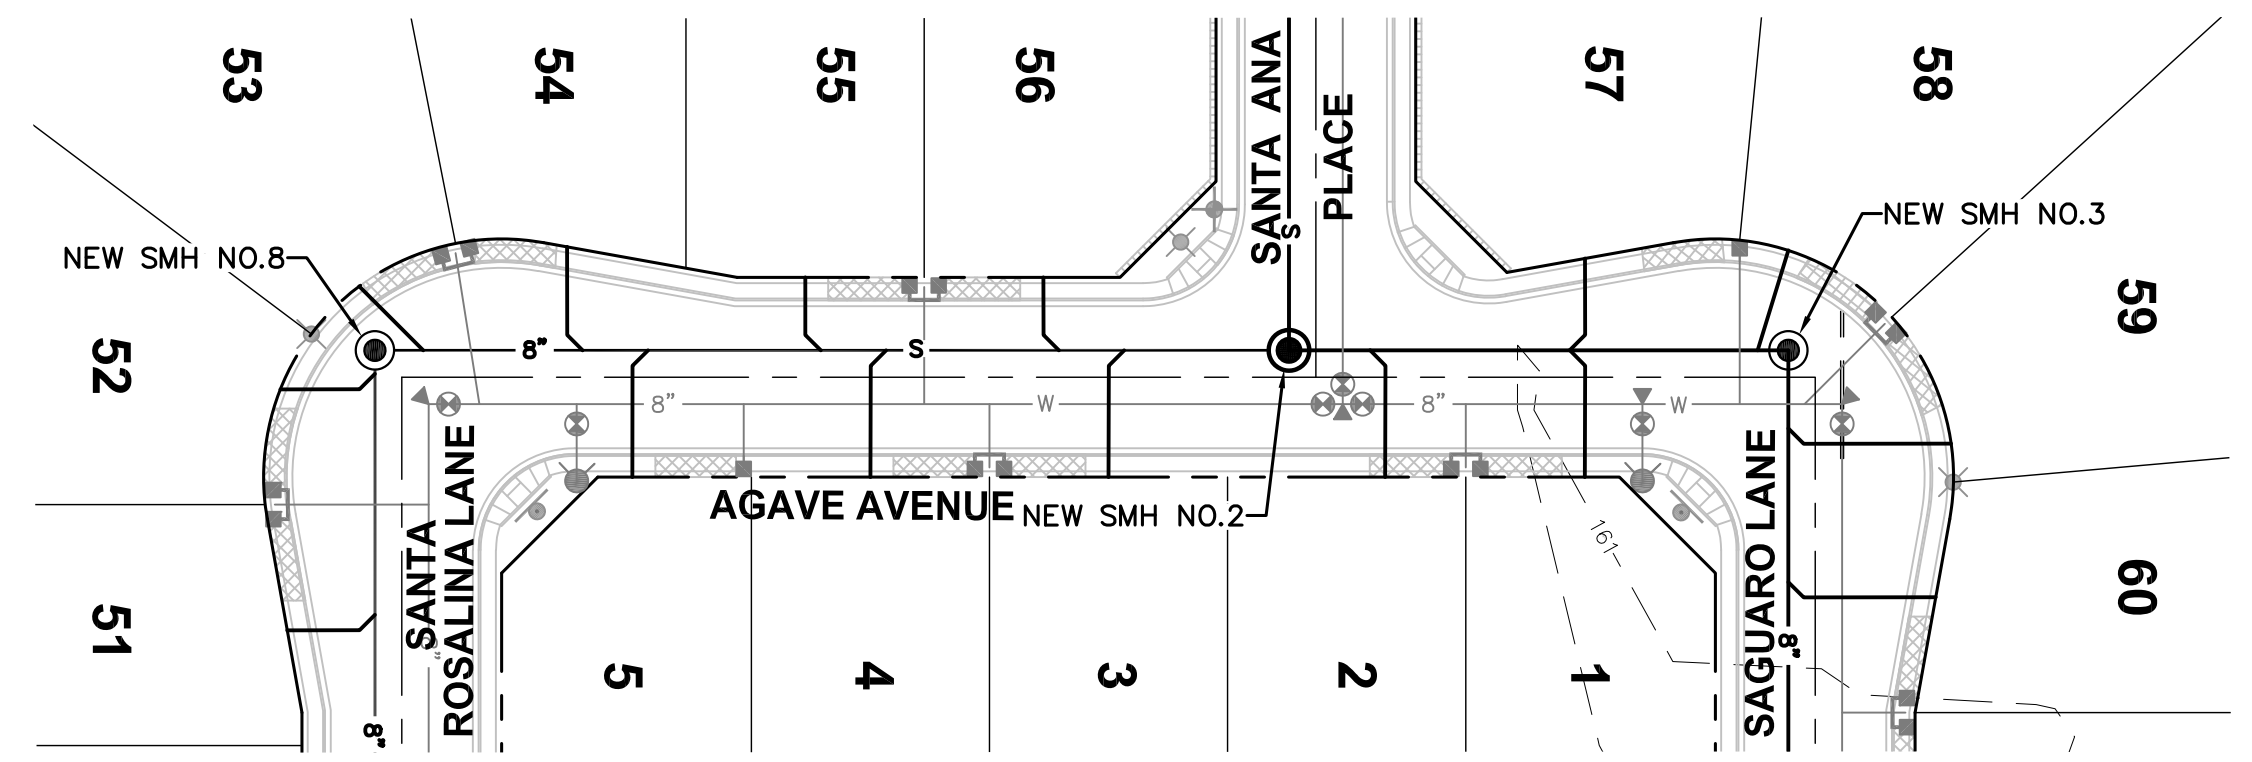 53
54
55
56
57
58
SANTA ANA
PLACE
S
NEW SMH NO.8
NEW SMH NO.3
59
52
8”
S
8”
W
8”
W
SANTA
ROSALINA LANE
8”
8”
AGAVE AVENUE
NEW SMH NO.2
161
SAGUARO LANE
8”
51
5
4
3
2
1
60